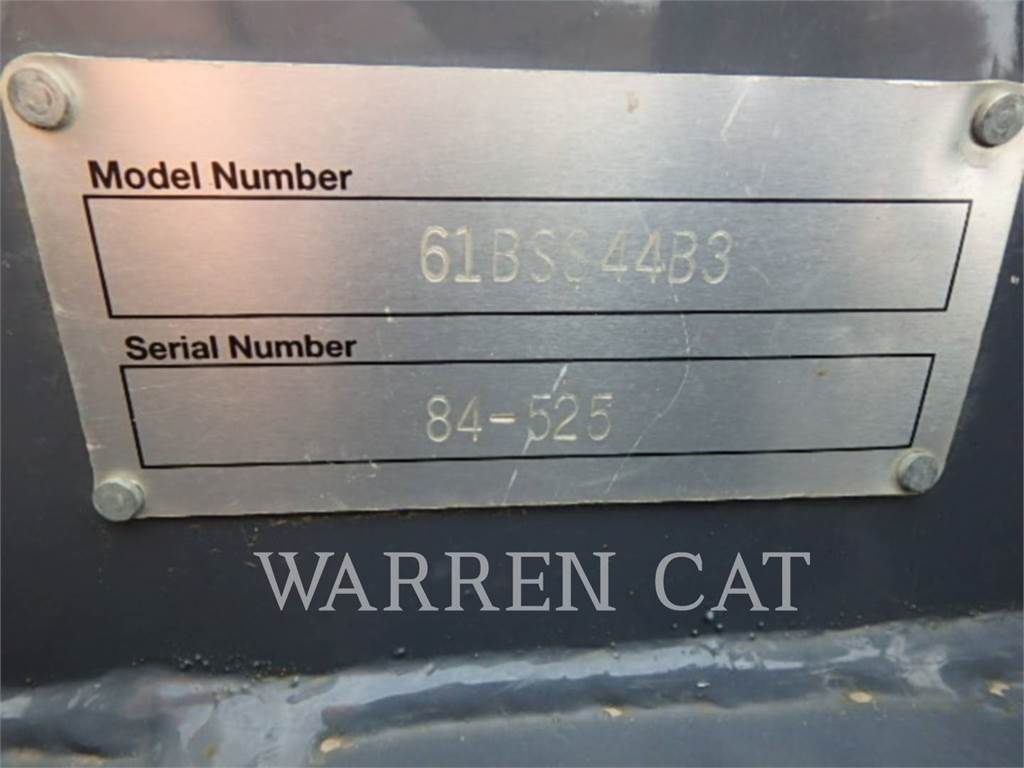 Model Number
61BSS44B3
Serial Number
84-525
WARREN CAT